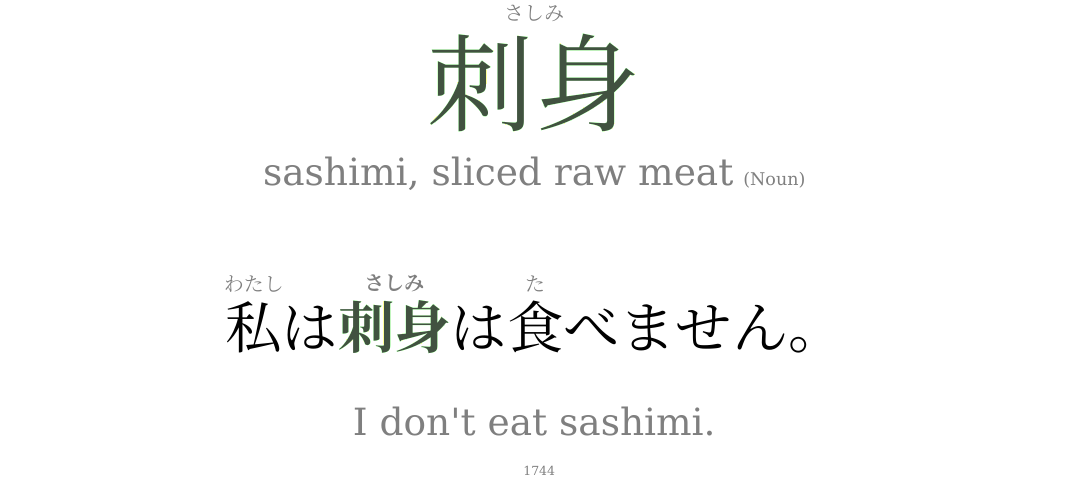 さしみ
刺身
sashimi, sliced raw meat (Noun)
わたし さしみ た
私は刺身は食べません。
I don't eat sashimi.
1744